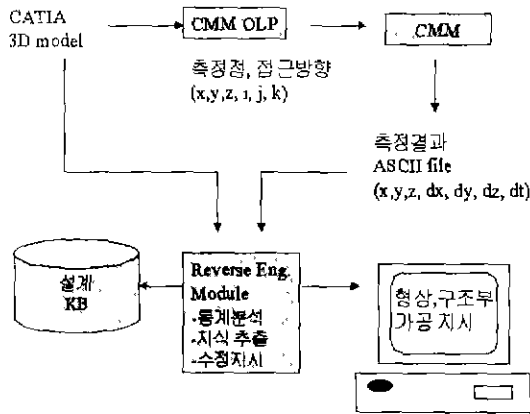 CATIA
3D model
CMM OLP
CMM
측정점, 접근방향
(x,y,z, i, j, k)
측정결과
ASCII file
(x,y,z, dx, dy, dz, dt)
설계
KB
Reverse Eng.
Module
-통계분석
-지식 추출
-수정지시
형상,구조부
가공 지시